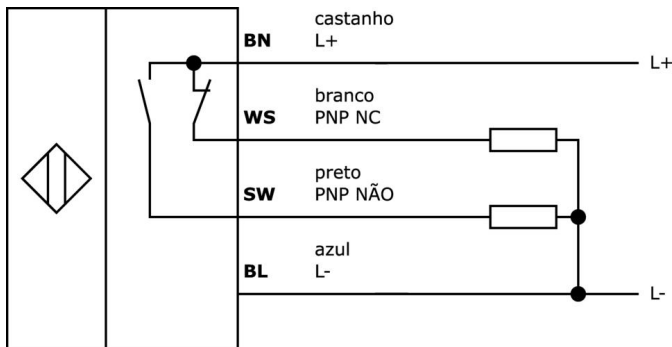 castanho
BN L+
L+
branco
WS PNP NC
preto
SW PNP NÃO
azul
BL L-
L-